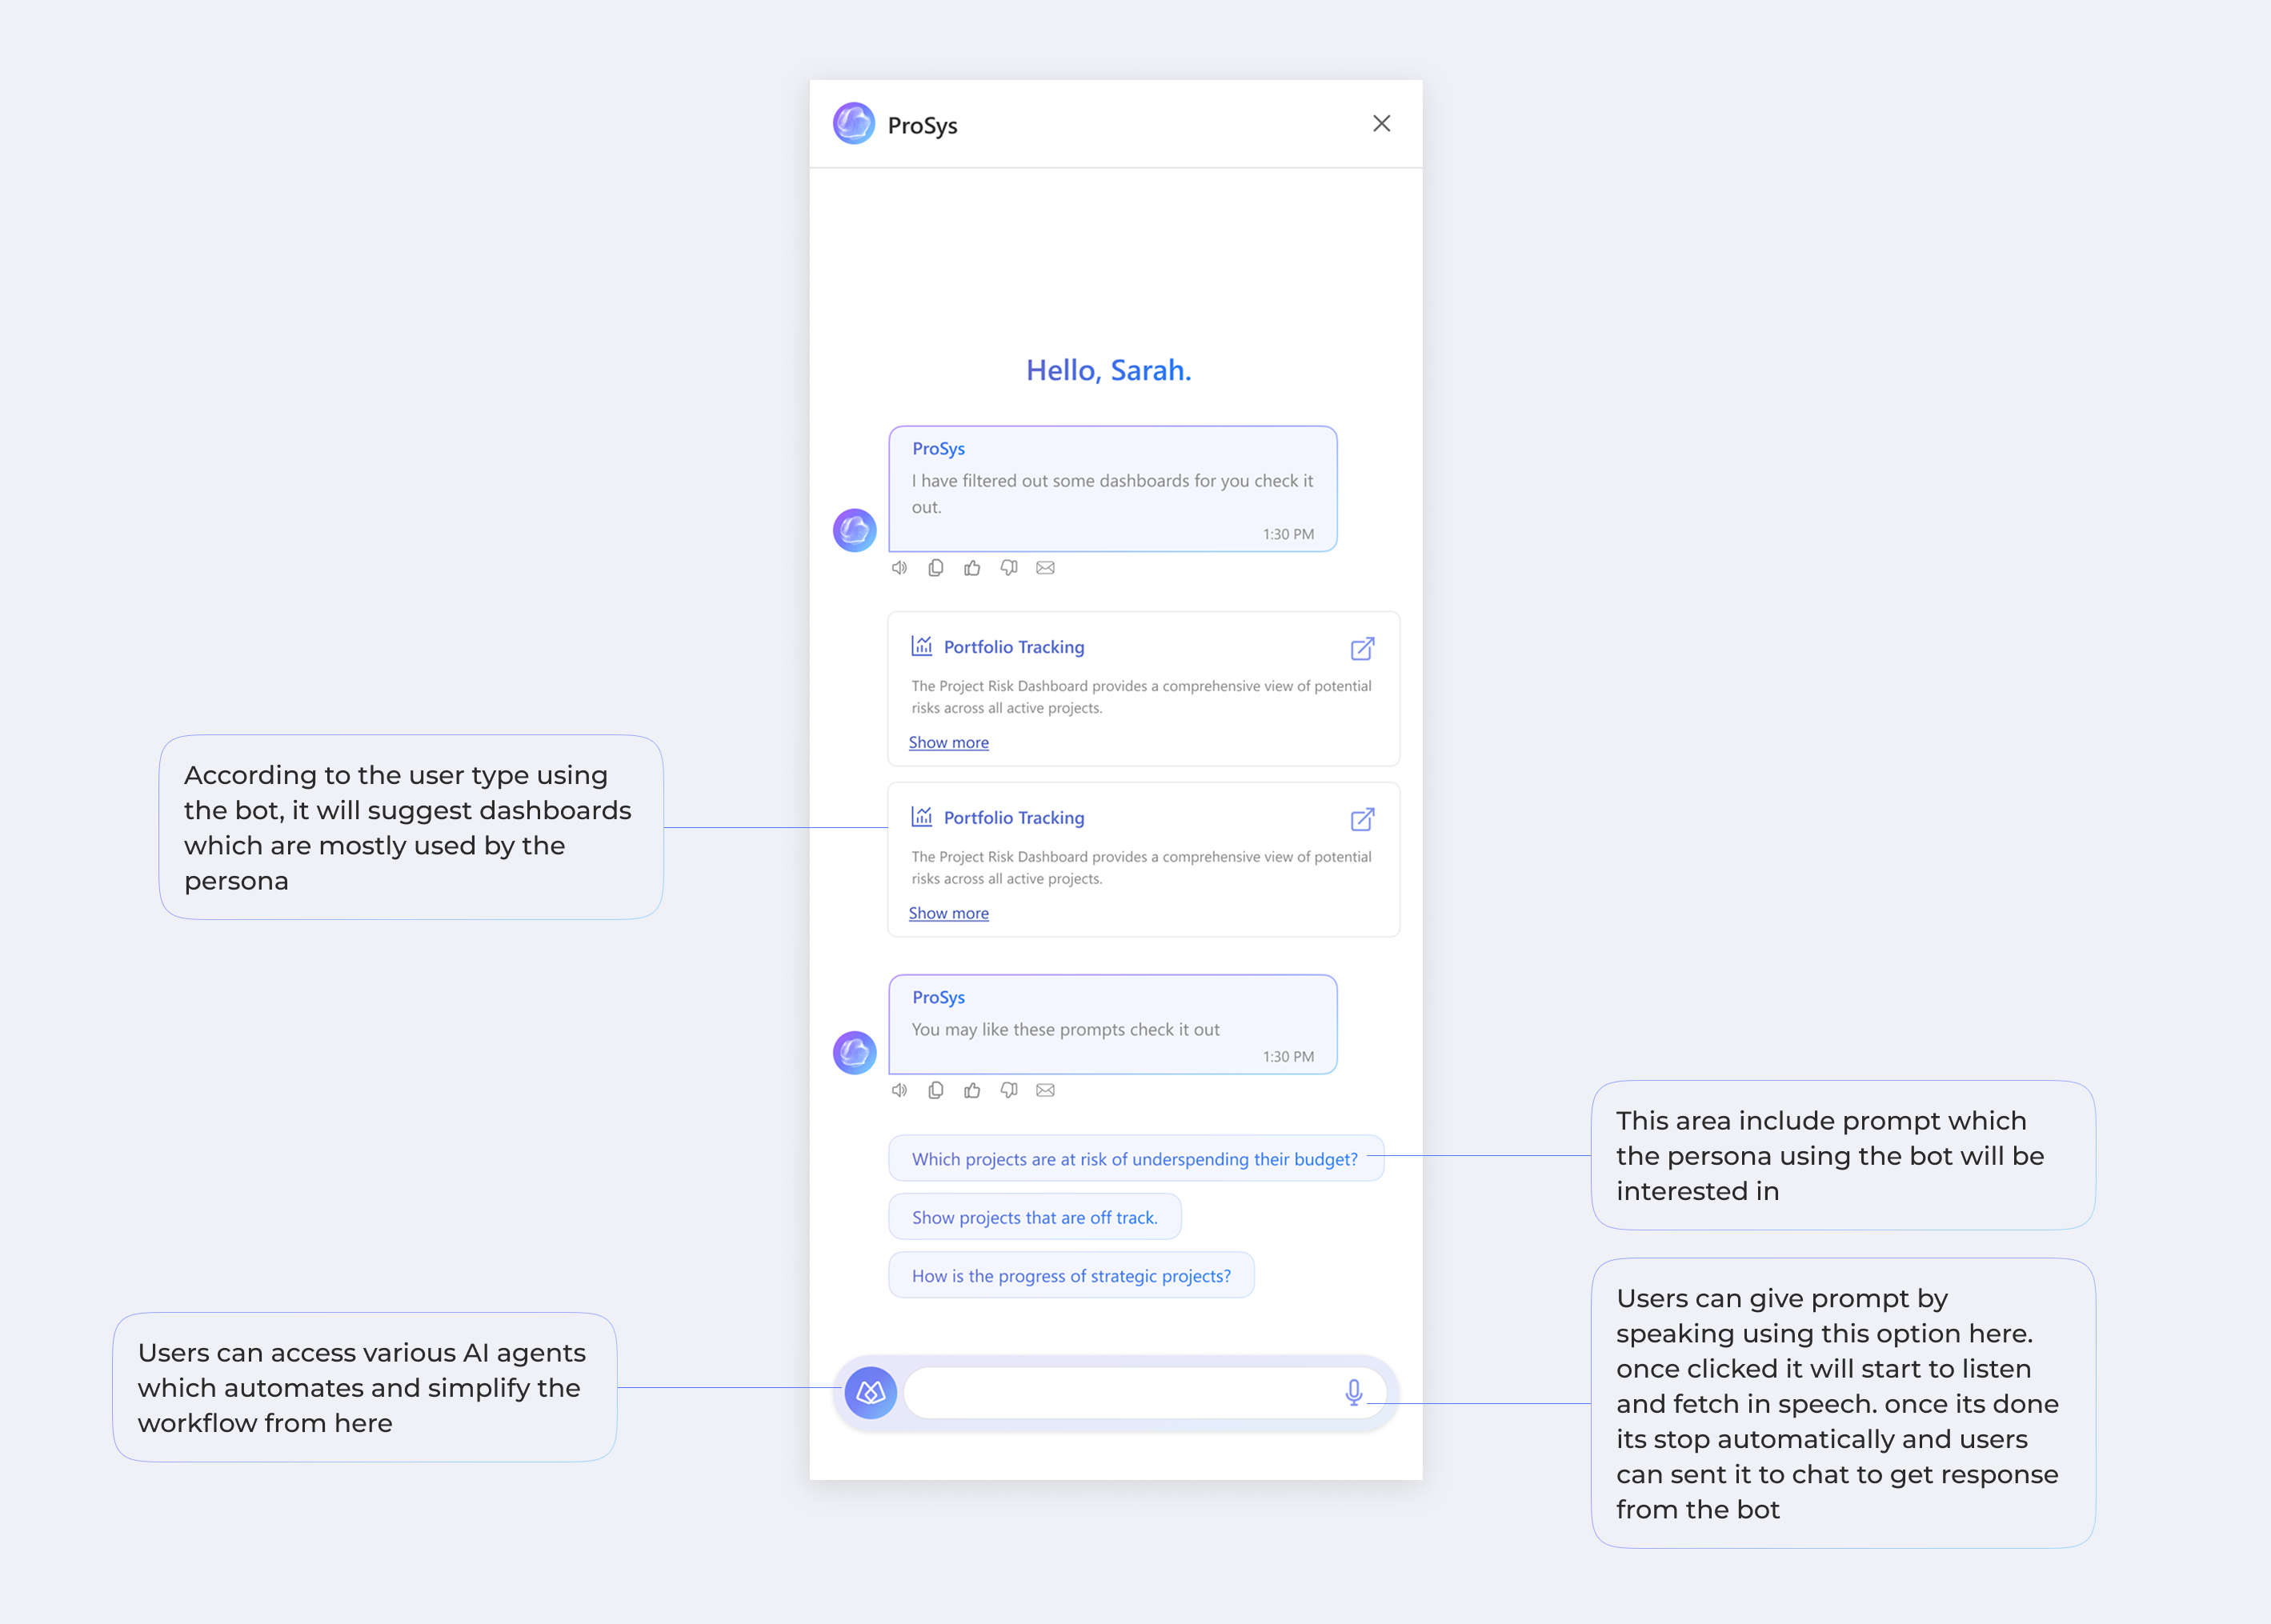 ProSys
Hello, Sarah.
ProSys
I have filtered out some dashboards for you check it
out.
1:30 PM
Portfolio Tracking
The Project Risk Dashboard provides a comprehensive view of potential
risks across all active projects.
Show more
According to the user type using
the bot, it will suggest dashboards
which are mostly used by the
persona
Portfolio Tracking
The Project Risk Dashboard provides a comprehensive view of potential
risks across all active projects.
Show more
ProSys
You may like these prompts check it out
1:30 PM
Which projects are at risk of underspending their budget?
Show projects that are off track.
How is the progress of strategic projects?
This area include prompt which
the persona using the bot will be
interested in
Users can access various AI agents
which automates and simplify the
workflow from here
Users can give prompt by
speaking using this option here.
once clicked it will start to listen
and fetch in speech. once its done
its stop automatically and users
can sent it to chat to get response
from the bot